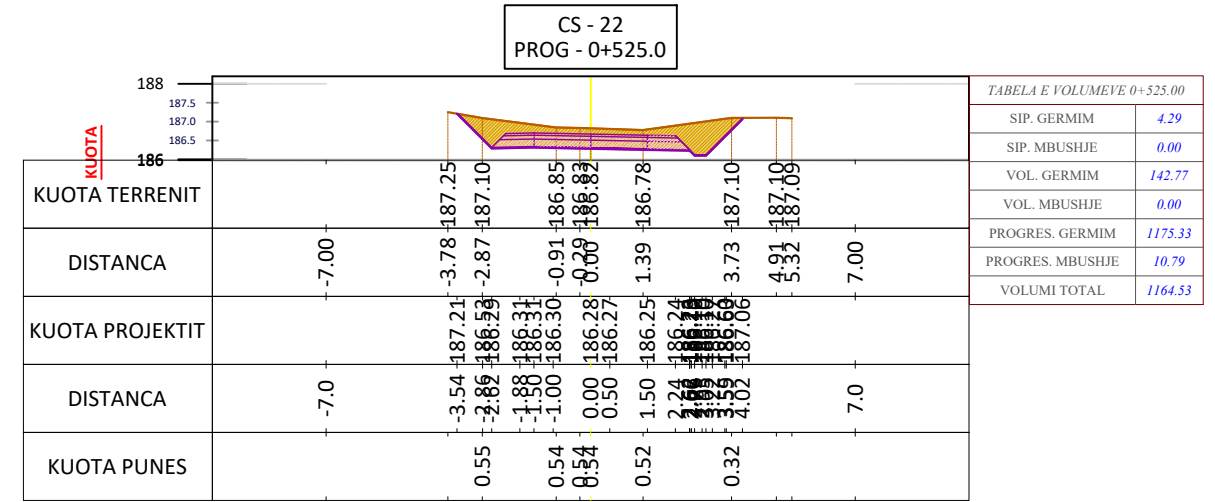 CS - 22
PROG - 0+525.0
188
187.5
187.0
186.5
186
KUOTA
KUOTA TERRENIT
187.25 187.10 186.85 186.83 186.82 186.78 187.10 187.10 187.09
DISTANCA
-7.00 -3.78 -2.87 -0.91 -0.29 0.00 1.39 3.73 4.91 5.32 7.00
KUOTA PROJEKTIT
187.21 186.53 186.29 186.31 186.31 186.30 186.28 186.27 186.25 186.24 186.60 187.06
DISTANCA
-7.0 -3.54 -2.86 -2.62 -1.88 -1.50 -1.00 0.00 0.50 1.50 2.24 3.59 4.02 7.0
KUOTA PUNES
0.55 0.54 0.54 0.54 0.52 0.32
TABELA E VOLUMEVE 0+525.00
SIP. GERMIM 4.29
SIP. MBUSHJE 0.00
VOL. GERMIM 142.77
VOL. MBUSHJE 0.00
PROGRES. GERMIM 1175.33
PROGRES. MBUSHJE 10.79
VOLUMI TOTAL 1164.53